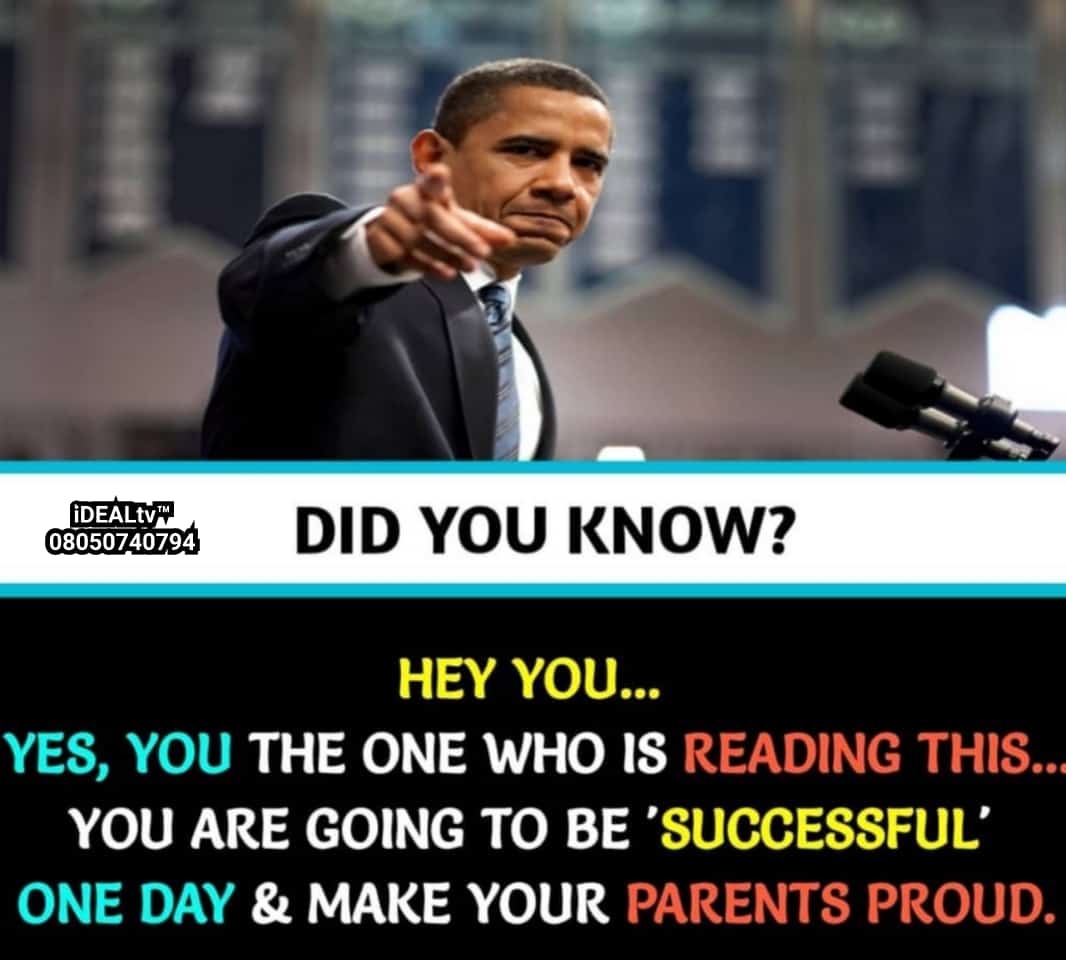 iDEALtv™
08050740794
DID YOU KNOW?
HEY YOU...
YES, YOU THE ONE WHO IS READING THIS...
YOU ARE GOING TO BE 'SUCCESSFUL'
ONE DAY & MAKE YOUR PARENTS PROUD.